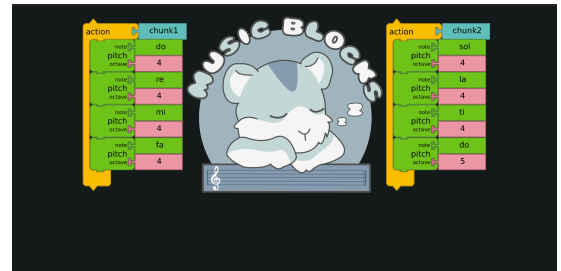 action chunk1
note do
pitch
octave 4
note re
pitch
octave 4
note mi
pitch
octave 4
note fa
pitch
octave 4
MUSIC BLOCKS
action chunk2
note sol
pitch
octave 4
note la
pitch
octave 4
note ti
pitch
octave 4
note do
pitch
octave 5